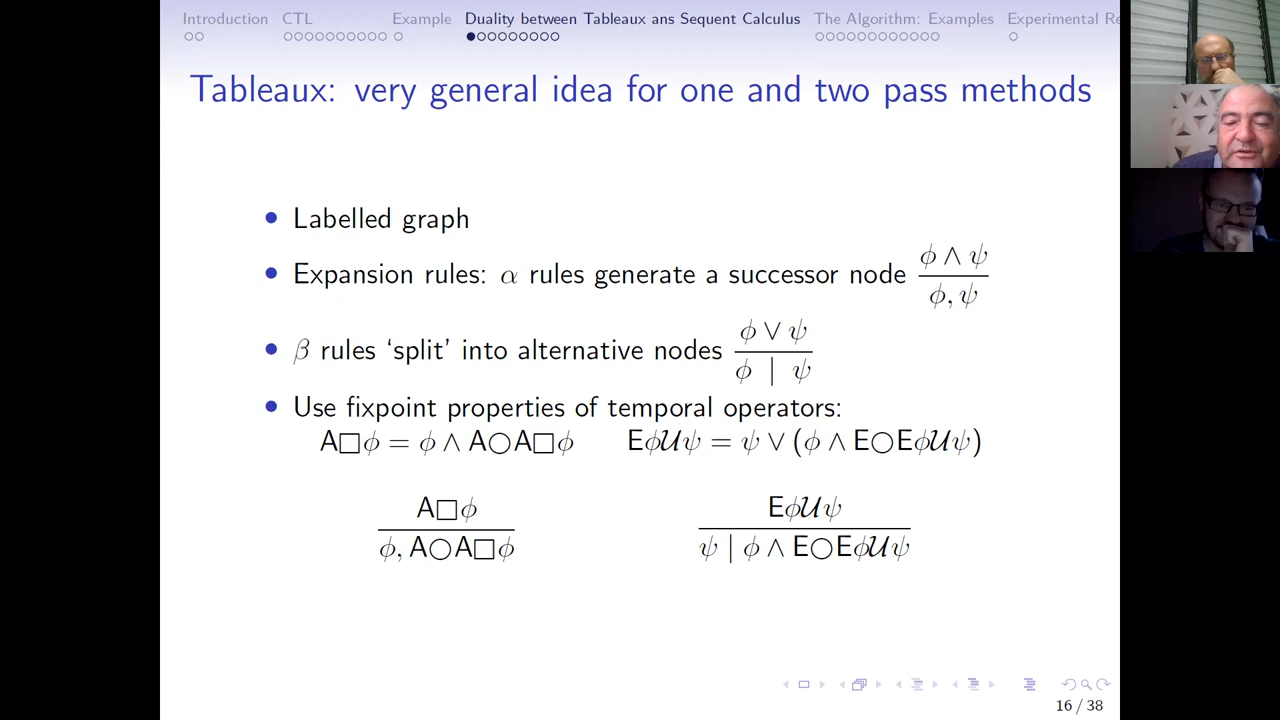 Introduction CTL Example Duality between Tableaux ans Sequent Calculus The Algorithm: Examples Experimental Re
Tableaux: very general idea for one and two pass methods
• Labelled graph
• Expansion rules: α rules generate a successor node ϕ ∧ ψ / ϕ, ψ
• β rules ‘split’ into alternative nodes ϕ ∨ ψ / ϕ | ψ
• Use fixpoint properties of temporal operators:
A□ϕ = ϕ ∧ A○A□ϕ EϕUψ = ψ ∨ (ϕ ∧ E○EϕUψ)
A□ϕ EϕUψ
ϕ, A○A□ϕ ψ | ϕ ∧ E○EϕUψ
16 / 38